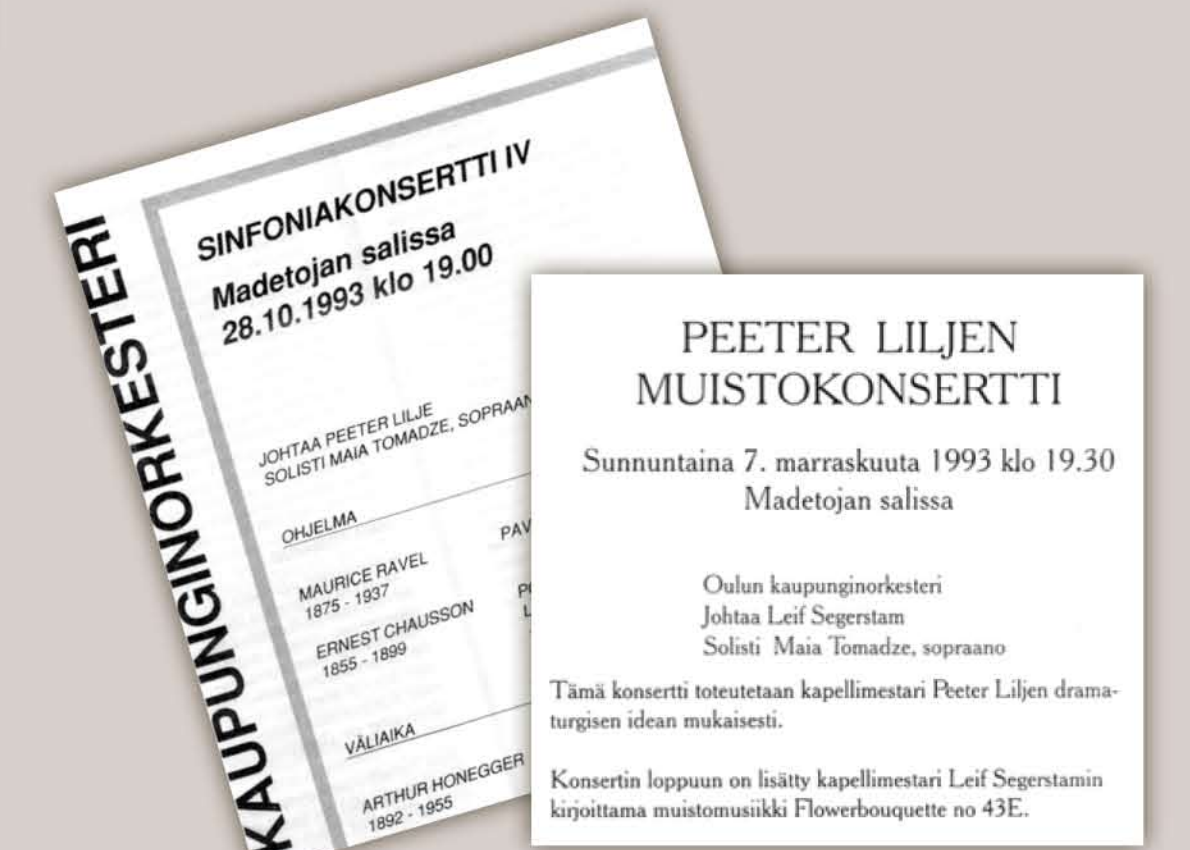 KAUPUNGINORKESTERI
SINFONIAKONSERTTI IV
Madetojan salissa
28.10.1993 klo 19.00
JOHTAA PEETER LILJE
SOLISTI MAIA TOMADZE,
OHJELMA
MAURICE RAVEL
1875 - 1937
ERNEST CHAUSSON
1855 - 1899
VÄLIAIKA
ARTHUR HONEGGER
1892 - 1955
PEETER LILJEN
MUISTOKONSERTTI
Sunnuntaina 7. marraskuuta 1993 klo 19.30
Madetojan salissa
Oulun kaupunginorkesteri
Johtaa Leif Segerstam
Solisti Maia Tomadze, sopraano
Tämä konsertti toteutetaan kapellimestari Peeter Liljen drama-
turgisen idean mukaisesti.
Konsertin loppuun on lisätty kapellimestari Leif Segerstamin
kirjoittama muistomusiikki Flowerbouquette no 43E.